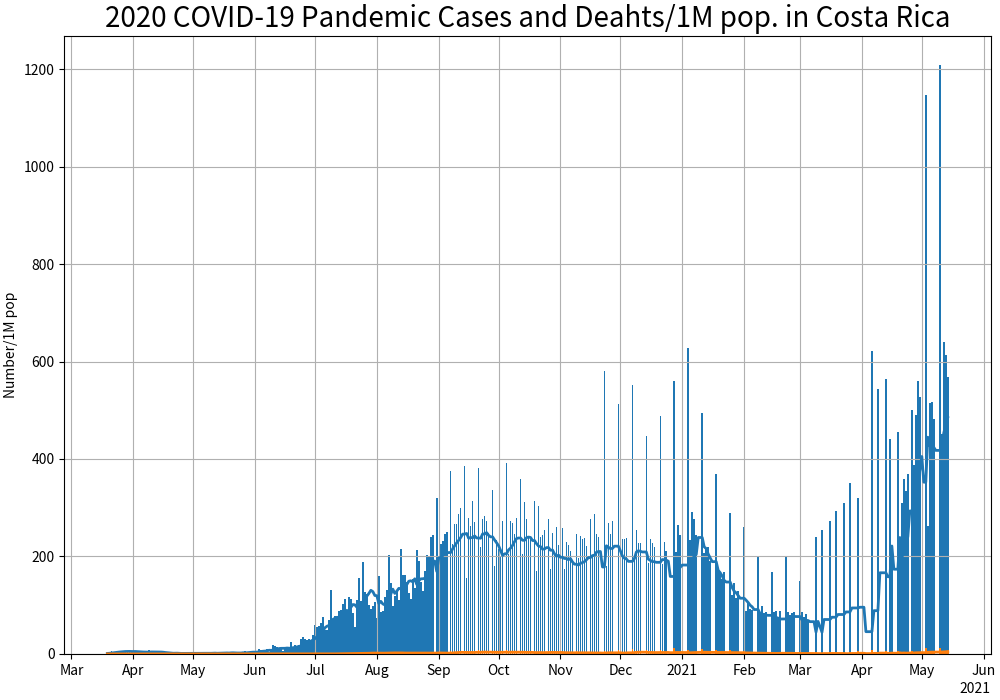 2020 COVID-19 Pandemic Cases and Deahts/1M pop. in Costa Rica
Number/1M pop
1200
1000
800
600
400
200
0
Mar Apr May Jun Jul Aug Sep Oct Nov Dec 2021 Feb Mar Apr May Jun
2021